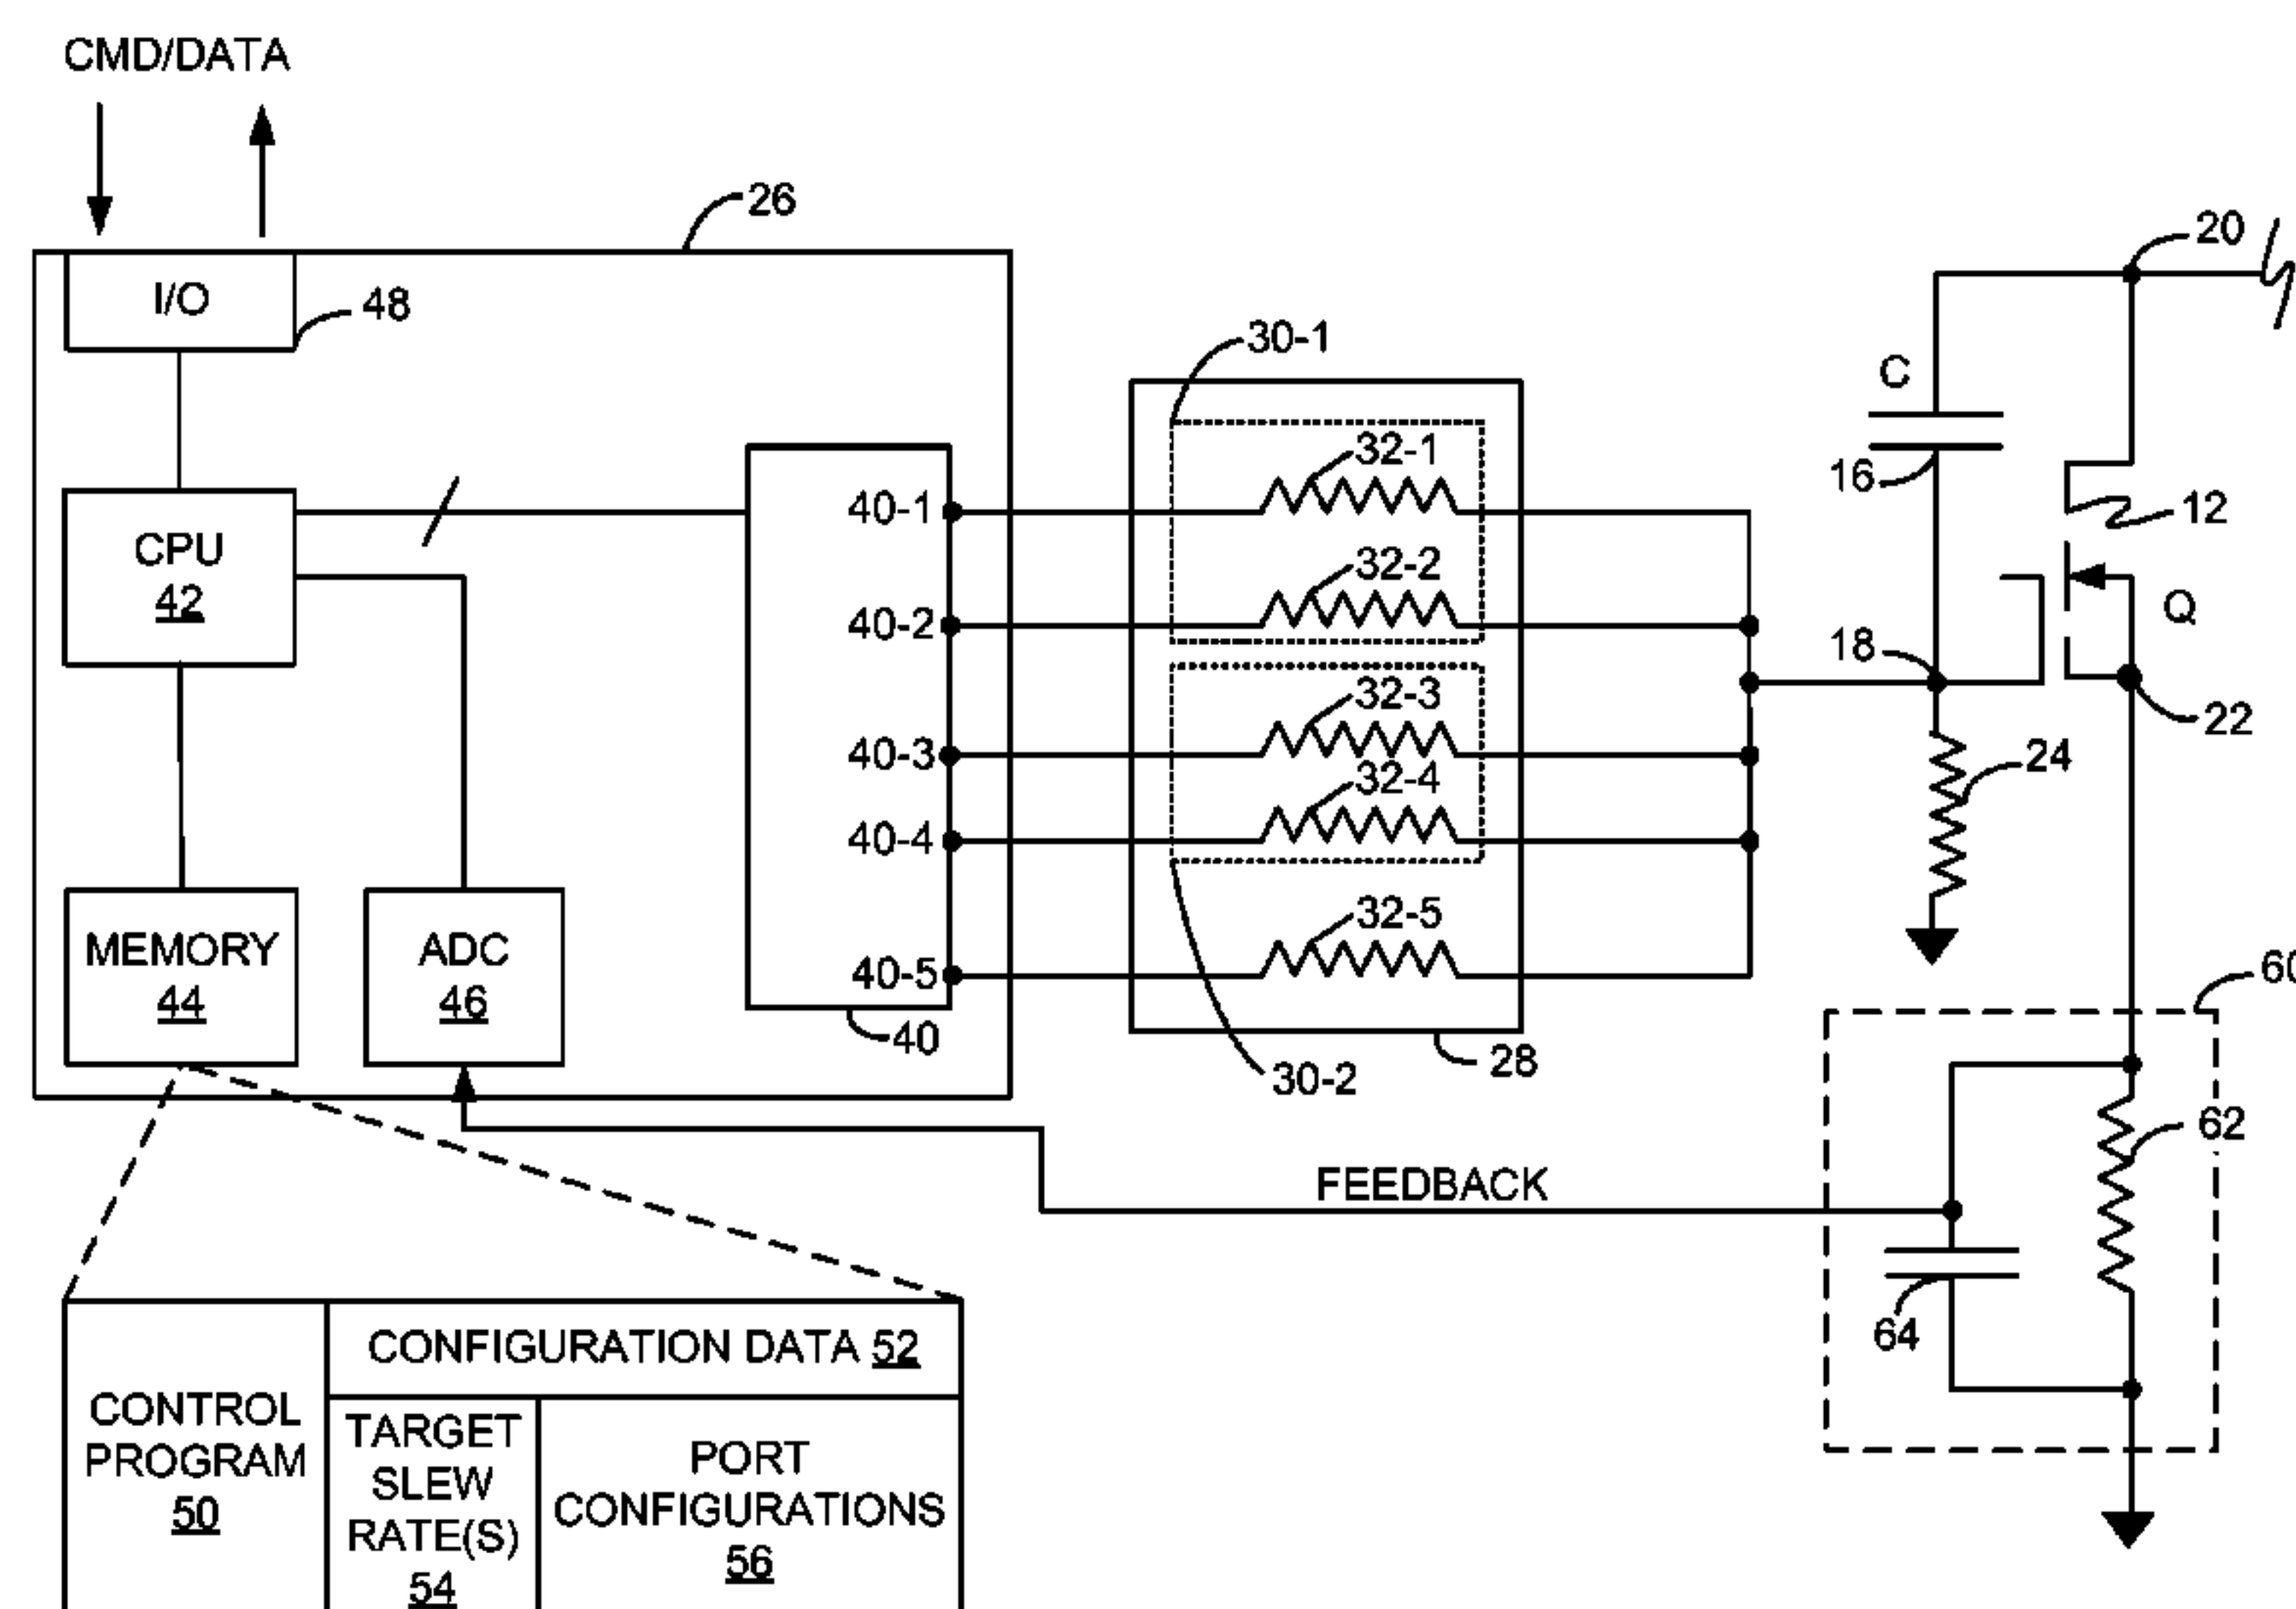 CMD/DATA
26
20
I/O
48
30-1
C
32-1
16
12
40-1
CPU
42
32-2
40-2
Q
18
32-3
22
40-3
24
32-4
40-4
MEMORY
44
ADC
46
32-5
40-5
60
40
28
30-2
62
FEEDBACK
64
CONFIGURATION DATA 52
CONTROL
PROGRAM
50
TARGET
SLEW
RATE(S)
54
PORT
CONFIGURATIONS
56